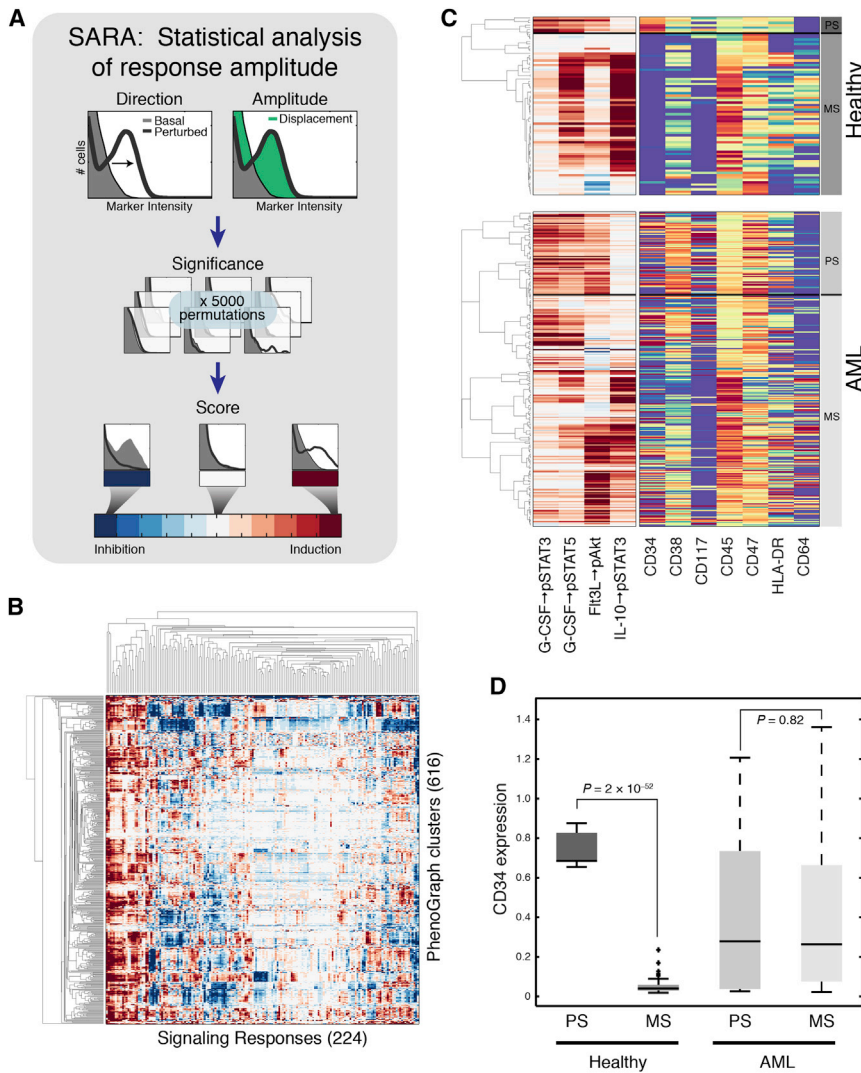 A
SARA: Statistical analysis
of response amplitude
Direction
Amplitude
Basal
Perturbed
Displacement
# cells
Marker Intensity
Marker Intensity
Significance
x 5000
permutations
Score
Inhibition
Induction
B
PhenoGraph clusters (616)
Signaling Responses (224)
C
PS
MS
Healthy
PS
MS
AML
G-CSF→pSTAT3
G-CSF→pSTAT5
Flt3L→pAkt
IL-10→pSTAT3
CD34
CD38
CD117
CD45
CD47
HLA-DR
CD64
D
CD34 expression
1.4
1.2
1.0
0.8
0.6
0.4
0.2
0
P = 2 × 10⁻⁵²
P = 0.82
PS
MS
PS
MS
Healthy
AML